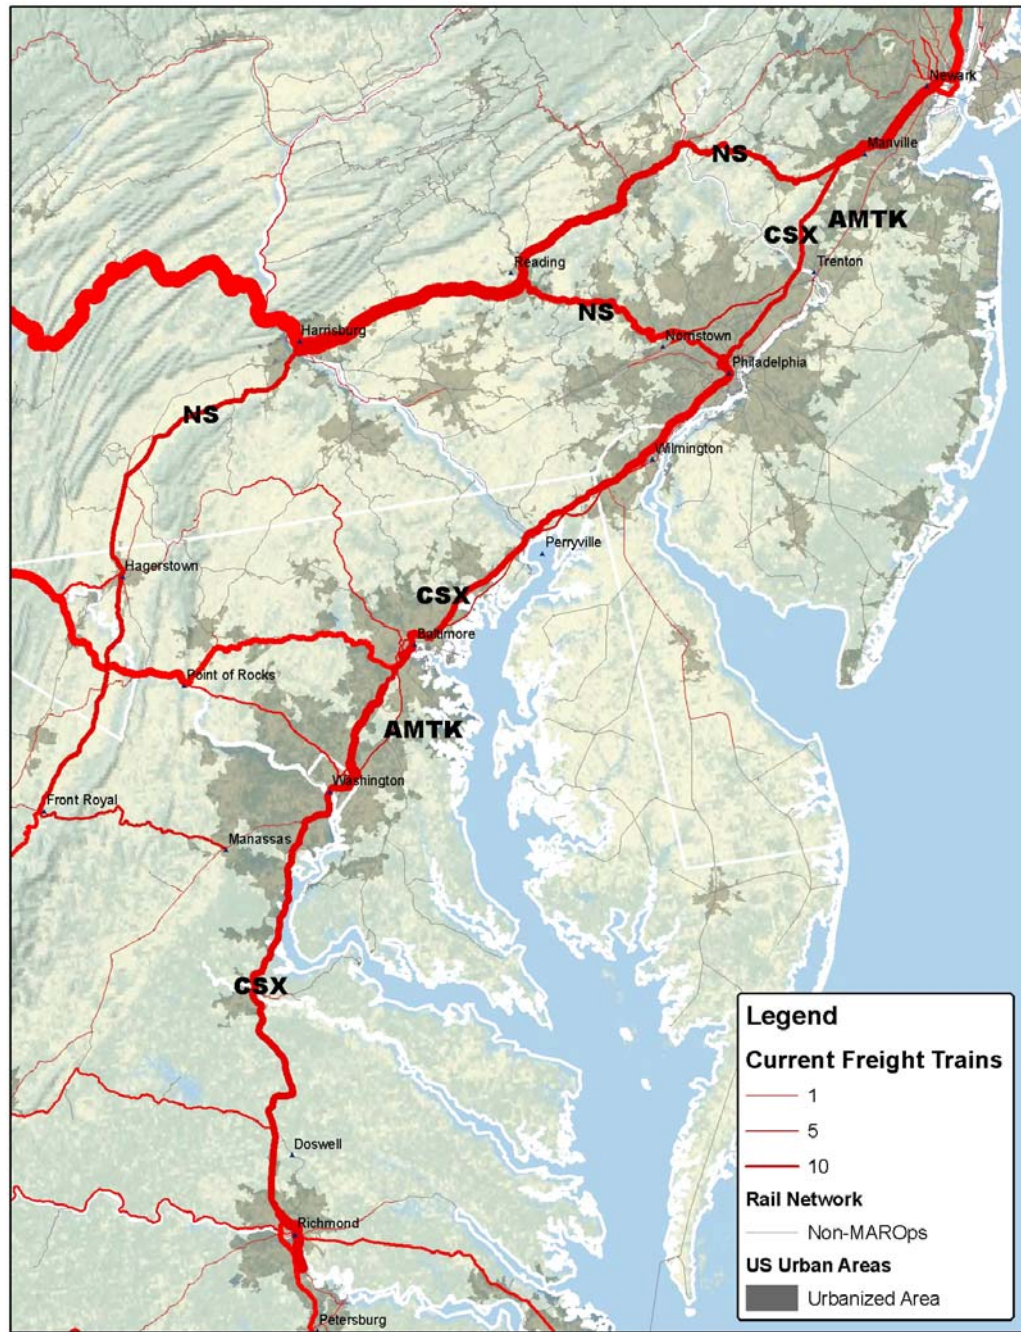 Newark
Manville
NS
AMTK
CSX
Reading
Trenton
NS
Harrisburg
Norristown
Philadelphia
NS
Wilmington
Perryville
Hagerstown
CSX
Baltimore
Point of Rocks
AMTK
Washington
Front Royal
Manassas
CSX
Doswell
Richmond
Petersburg
Legend
Current Freight Trains
1
5
10
Rail Network
Non-MAROps
US Urban Areas
Urbanized Area